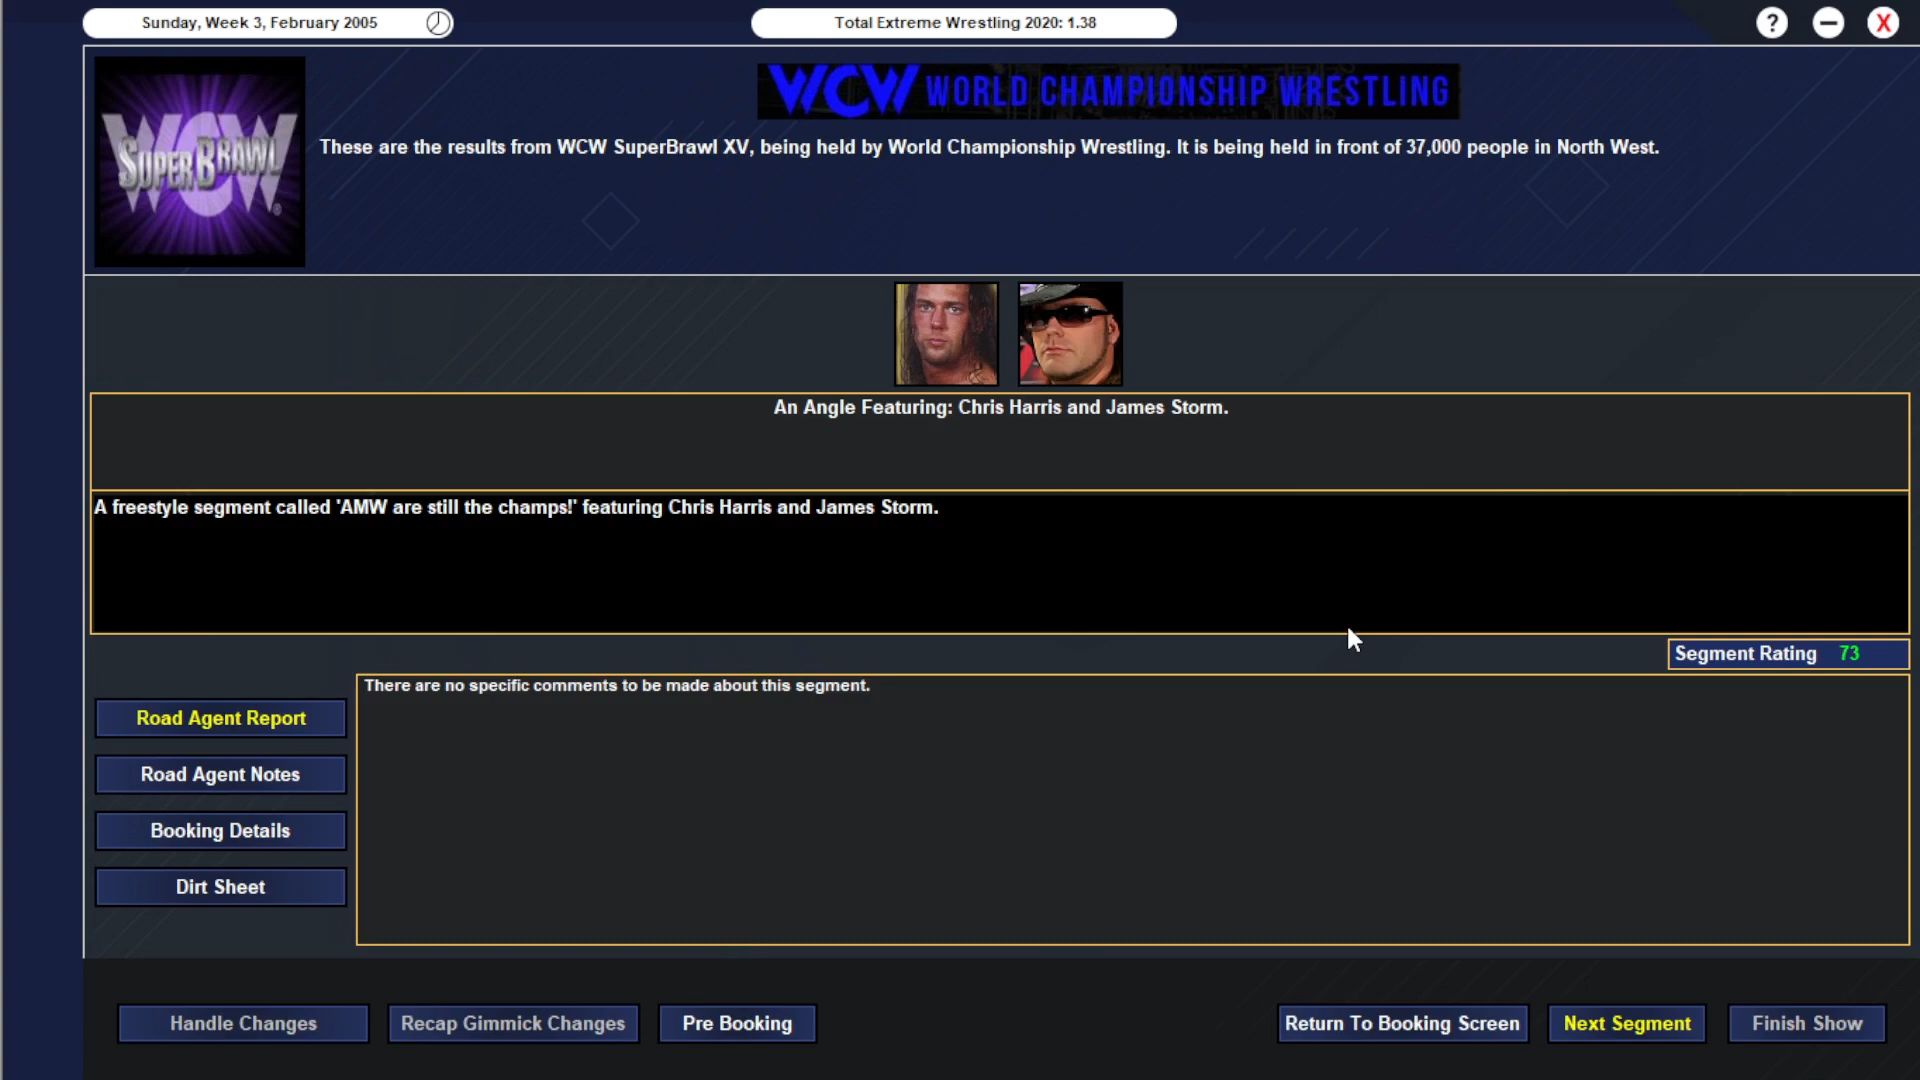 Sunday, Week 3, February 2005
Total Extreme Wrestling 2020: 1.38
?
X
WCW
SUPERBRAWL
WCW WORLD CHAMPIONSHIP WRESTLING
These are the results from WCW SuperBrawl XV, being held by World Championship Wrestling. It is being held in front of 37,000 people in North West.
An Angle Featuring: Chris Harris and James Storm.
A freestyle segment called 'AMW are still the champs!' featuring Chris Harris and James Storm.
Segment Rating 73
There are no specific comments to be made about this segment.
Road Agent Report
Road Agent Notes
Booking Details
Dirt Sheet
Handle Changes
Recap Gimmick Changes
Pre Booking
Return To Booking Screen
Next Segment
Finish Show